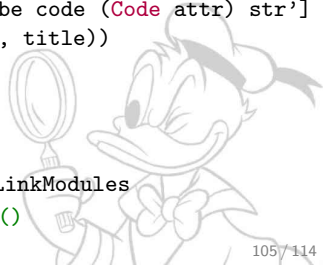 be code (Code attr) str']
, title))
LinkModules
()
105 / 114